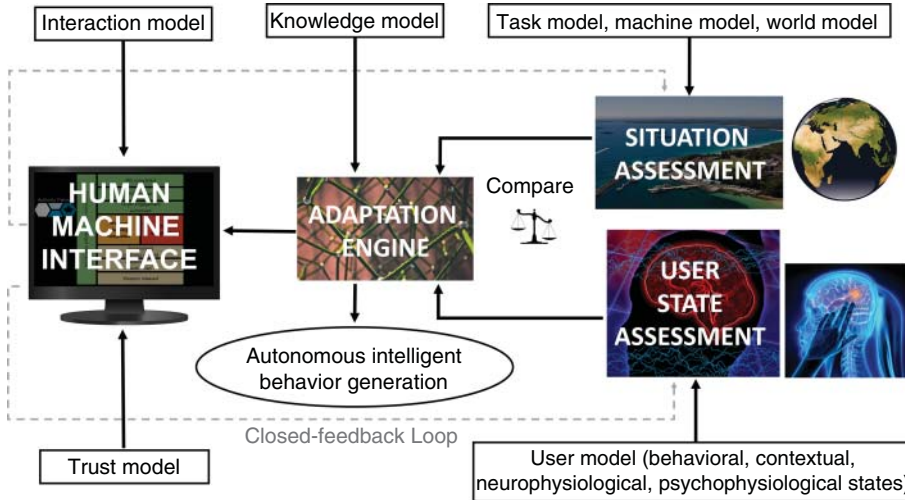 Interaction model
Knowledge model
Task model, machine model, world model
SITUATION
ASSESSMENT
Compare
HUMAN
MACHINE
INTERFACE
ADAPTATION
ENGINE
USER
STATE
ASSESSMENT
Autonomous intelligent
behavior generation
Closed-feedback Loop
Trust model
User model (behavioral, contextual,
neurophysiological, psychophysiological states)